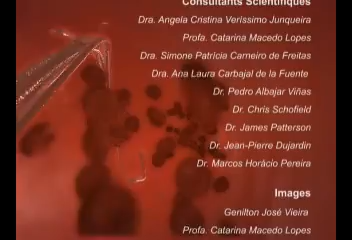 Consultants Scientifiques
Dra. Angela Cristina Veríssimo Junqueira
Profa. Catarina Macedo Lopes
Dra. Simone Patrícia Carneiro de Freitas
Dra. Ana Laura Carbajal de la Fuente
Dr. Pedro Albajar Viñas
Dr. Chris Schofield
Dr. James Patterson
Dr. Jean-Pierre Dujardin
Dr. Marcos Horácio Pereira
Images
Genilton José Vieira
Profa. Catarina Macedo Lopes